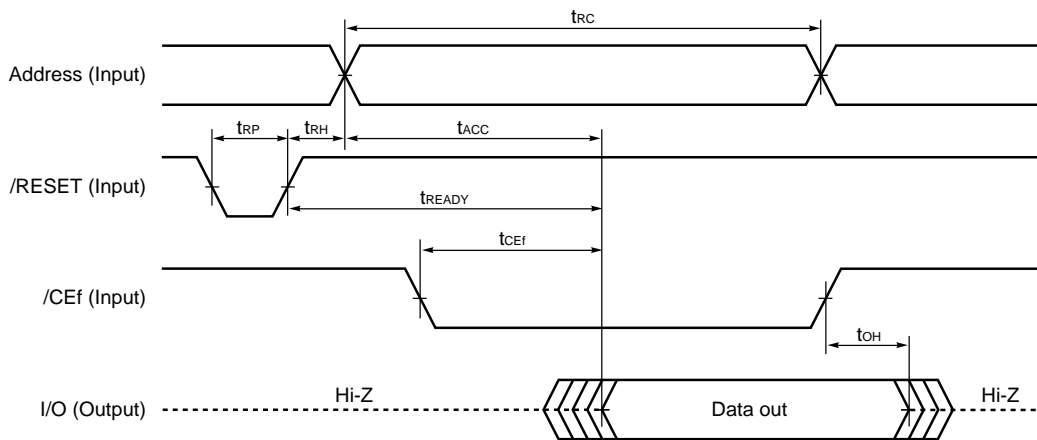 tRC
Address (Input)
tRP
tRH
tACC
/RESET (Input)
tREADY
tCEf
/CEf (Input)
tOH
Hi-Z
Hi-Z
I/O (Output)
Data out